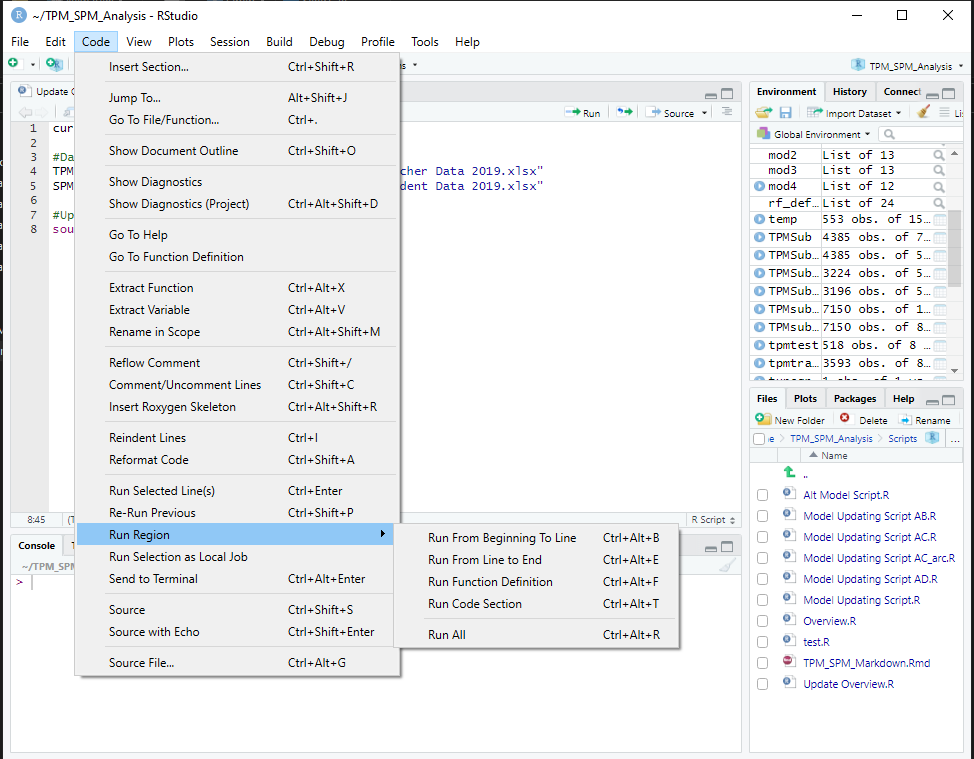 ~/TPM_SPM_Analysis - RStudio
File Edit Code View Plots Session Build Debug Profile Tools Help
TPM_SPM_Analysis
Insert Section... Ctrl+Shift+R
Jump To... Alt+Shift+J
Go To File/Function... Ctrl+.
Show Document Outline Ctrl+Shift+O
Show Diagnostics
Show Diagnostics (Project) Ctrl+Alt+Shift+D
Go To Help
Go To Function Definition
Extract Function Ctrl+Alt+X
Extract Variable Ctrl+Alt+V
Rename in Scope Ctrl+Alt+Shift+M
Reflow Comment Ctrl+Shift+/
Comment/Uncomment Lines Ctrl+Shift+C
Insert Roxygen Skeleton Ctrl+Alt+Shift+R
Reindent Lines Ctrl+I
Reformat Code Ctrl+Shift+A
Run Selected Line(s) Ctrl+Enter
Re-Run Previous Ctrl+Shift+P
Run Region
Run Selection as Local Job
Send to Terminal Ctrl+Alt+Enter
Source Ctrl+Shift+S
Source with Echo Ctrl+Shift+Enter
Source File... Ctrl+Alt+G
Run From Beginning To Line Ctrl+Alt+B
Run From Line to End Ctrl+Alt+E
Run Function Definition Ctrl+Alt+F
Run Code Section Ctrl+Alt+T
Run All Ctrl+Alt+R
Update
Run Source
1 cur
2
3 #Da
4 TPM cher Data 2019.xlsx"
5 SPM dent Data 2019.xlsx"
6
7 #Up
8 sou
8:45 R Script
Console
~/TPM_SP
>
Environment History Connect
Import Dataset Li
Global Environment
mod2 List of 13
mod3 List of 13
mod4 List of 12
rf_def… List of 24
temp 553 obs. of 15…
TPMSub 4385 obs. of 7…
TPMSub… 4385 obs. of 5…
TPMSub… 3224 obs. of 5…
TPMSub… 3196 obs. of 5…
TPMsub… 7150 obs. of 1…
TPMsub… 7150 obs. of 8…
tpmtest 518 obs. of 8 …
tpmtra… 3593 obs. of 8…
Files Plots Packages Help
New Folder Delete Rename
TPM_SPM_Analysis Scripts ...
Name
..
Alt Model Script.R
Model Updating Script AB.R
Model Updating Script AC.R
Model Updating Script AC_arc.R
Model Updating Script AD.R
Model Updating Script.R
Overview.R
test.R
TPM_SPM_Markdown.Rmd
Update Overview.R